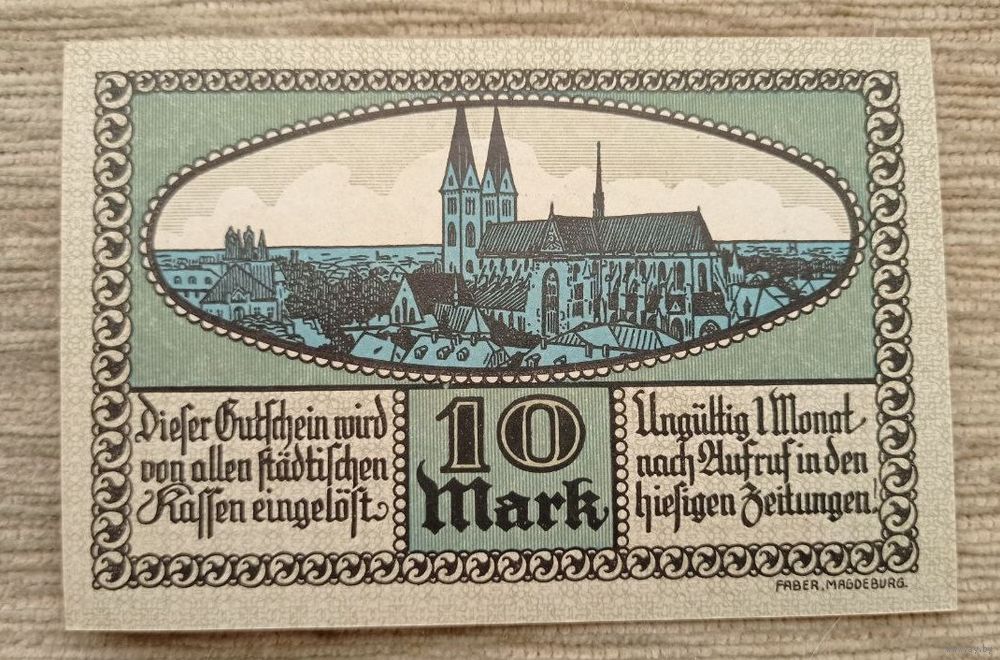 Dieser Gutschein wird
von allen städtischen
Kassen eingelöst.
10
Mark
Ungültig 1 Monat
nach Aufruf in den
hiesigen Zeitungen!
FABER, MAGDEBURG.